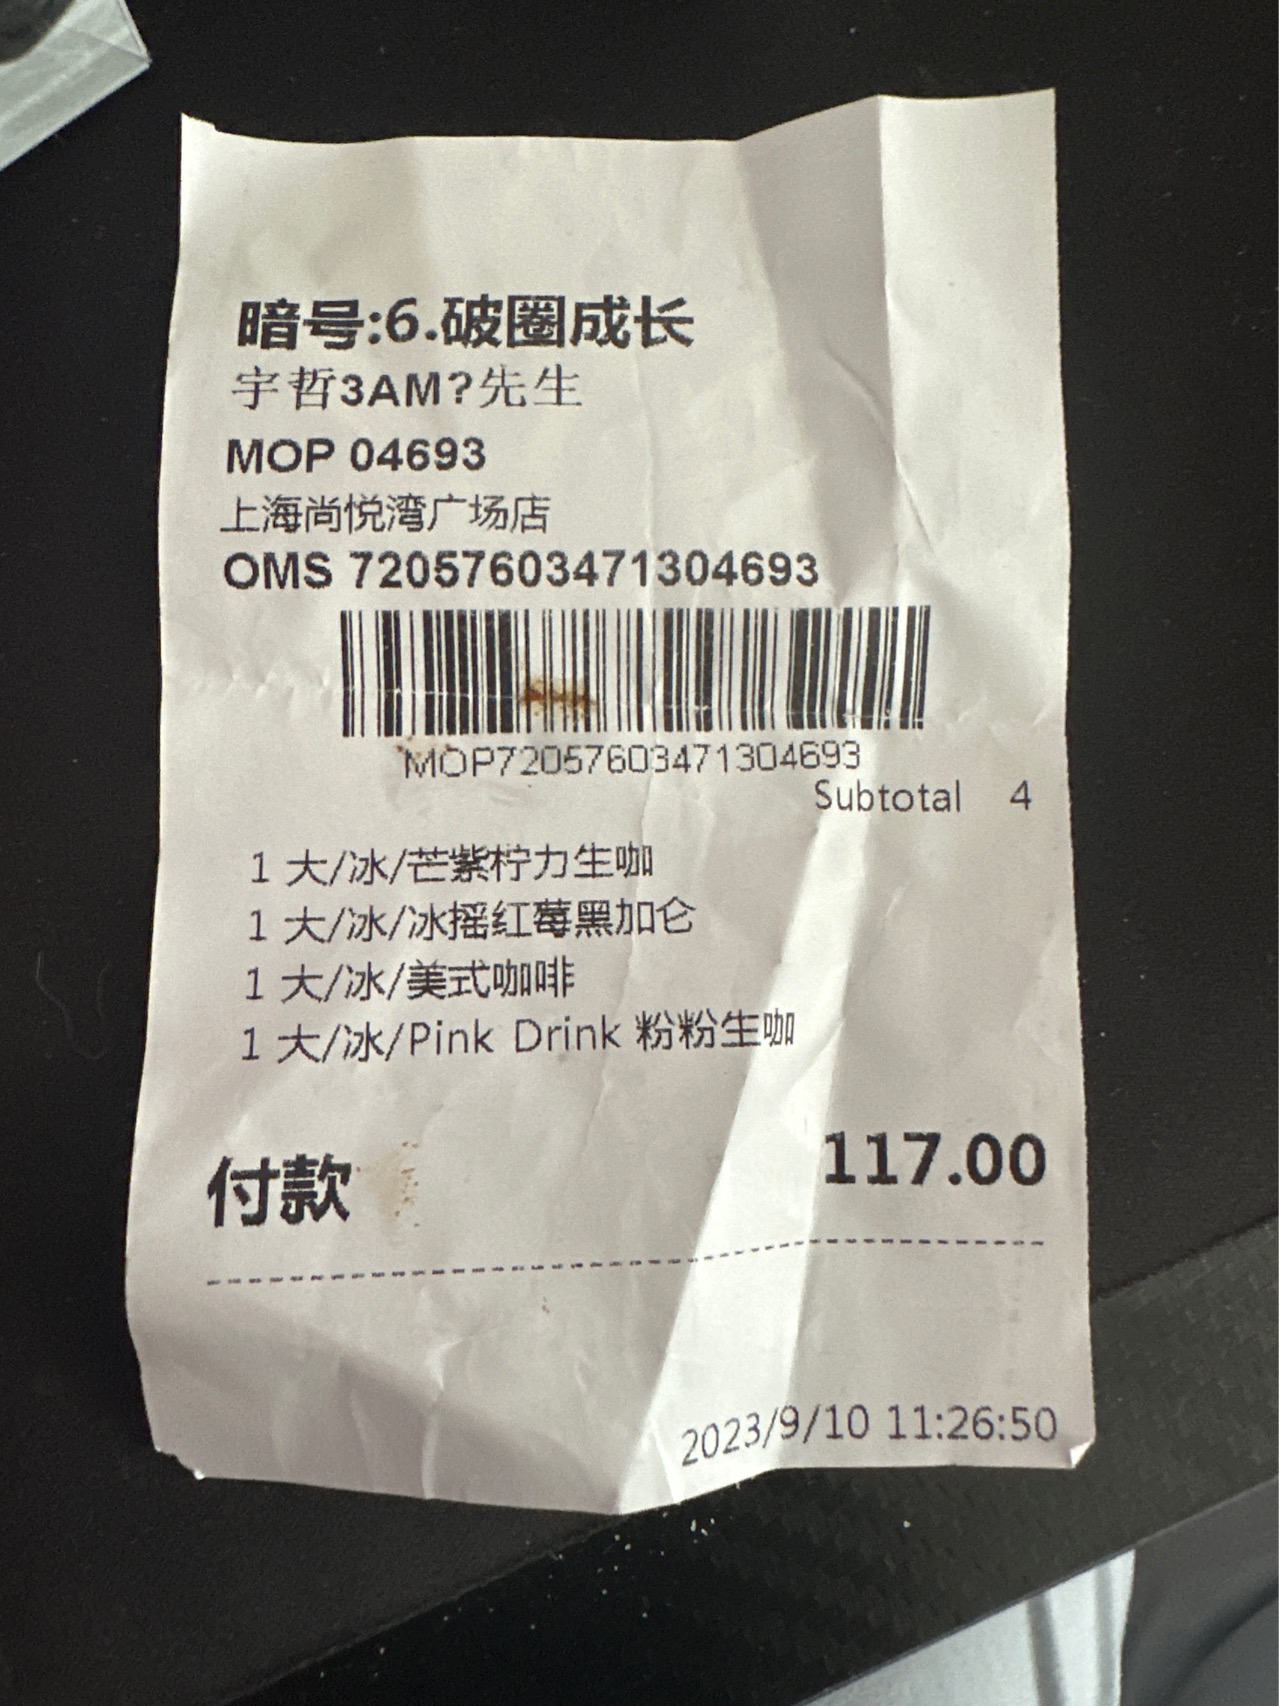 暗号:6.破圈成长
宇哲3AM?先生
MOP 04693
上海尚悦湾广场店
OMS 72057603471304693
MOP72057603471304693
Subtotal 4
1 大/冰/芒紫柠力生咖
1 大/冰/冰摇红莓黑加仑
1 大/冰/美式咖啡
1 大/冰/Pink Drink 粉粉生咖
付款 117.00
2023/9/10 11:26:50